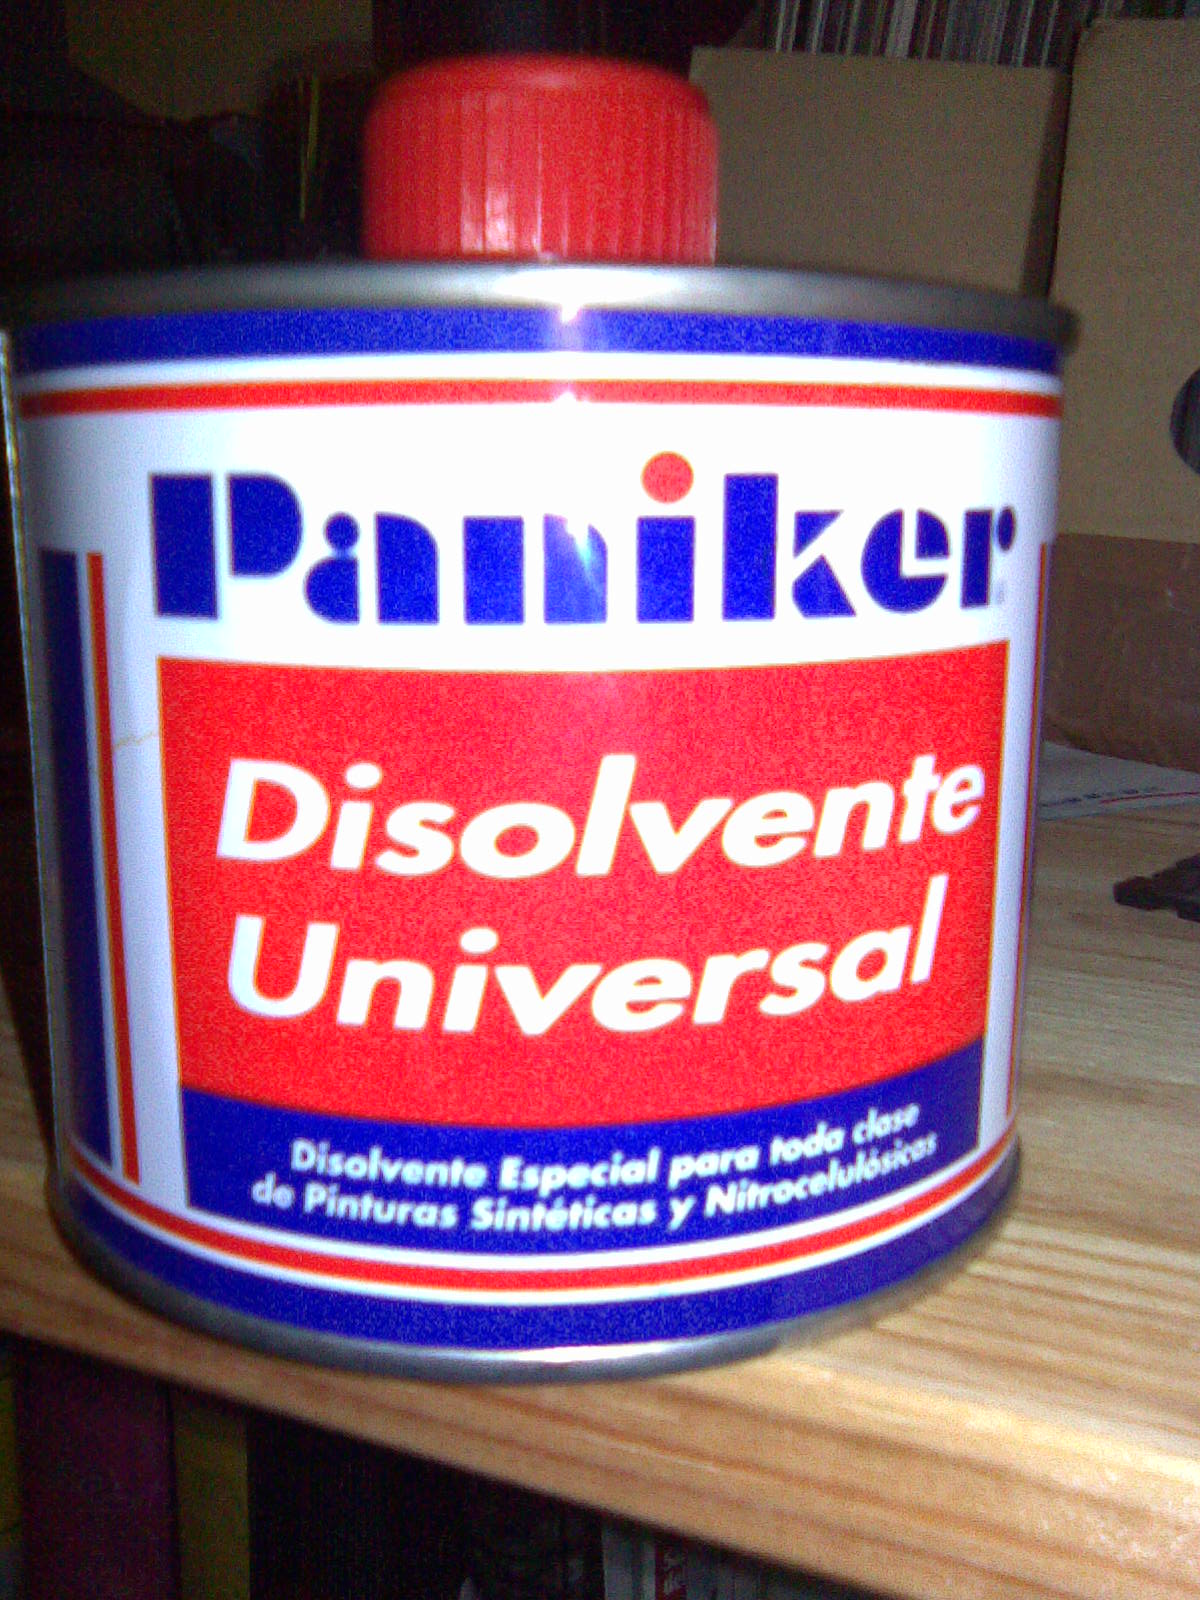 Paniker
Disolvente
Universal
Disolvente Especial para toda clase
de Pinturas Sintéticas y Nitrocelulósicas